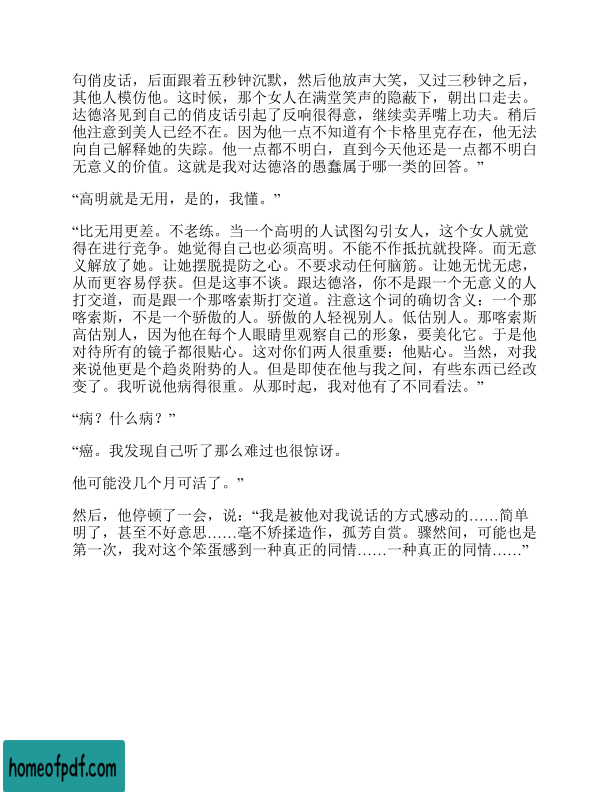 句俏皮话，后面跟着五秒钟沉默，然后他放声大笑，又过三秒钟之后，
其他人模仿他。这时候，那个女人在满堂笑声的隐蔽下，朝出口走去。
达德洛见到自己的俏皮话引起了反响很得意，继续卖弄嘴上功夫。稍后
他注意到美人已经不在。因为他一点不知道有个卡格里克存在，他无法
向自己解释她的失踪。他一点都不明白，直到今天他还是一点都不明白
无意义的价值。这就是我对达德洛的愚蠢属于哪一类的回答。”
“高明就是无用，是的，我懂。”
“比无用更差。不老练。当一个高明的人试图勾引女人，这个女人就觉
得在进行竞争。她觉得自己也必须高明。不能不作抵抗就投降。而无意
义解放了她。让她摆脱提防之心。不要求动任何脑筋。让她无忧无虑，
从而更容易俘获。但是这事不谈。跟达德洛，你不是跟一个无意义的人
打交道，而是跟一个那喀索斯打交道。注意这个词的确切含义：一个那
喀索斯，不是一个骄傲的人。骄傲的人轻视别人。低估别人。那喀索斯
高估别人，因为他在每个人眼睛里观察自己的形象，要美化它。于是他
对待所有的镜子都很贴心。这对你们两人很重要：他贴心。当然，对我
来说他更是个趋炎附势的人。但是即使在他与我之间，有些东西已经改
变了。我听说他病得很重。从那时起，我对他有了不同看法。”
“病？什么病？”
“癌。我发现自己听了那么难过也很惊讶。
他可能没几个月可活了。”
然后，他停顿了一会，说：“我是被他对我说话的方式感动的……简单
明了，甚至不好意思……毫不矫揉造作，孤芳自赏。骤然间，可能也是
第一次，我对这个笨蛋感到一种真正的同情……一种真正的同情……”
homeofpdf.com